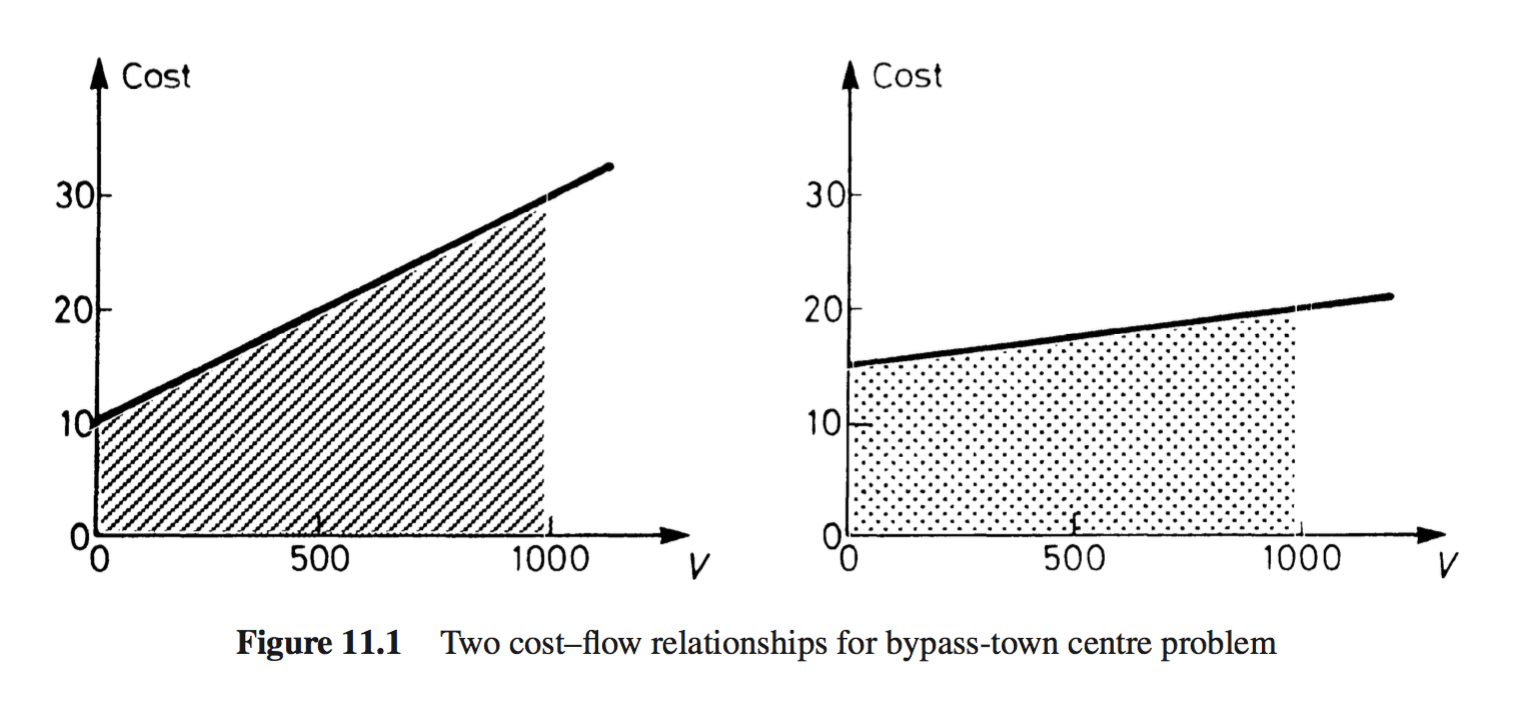 Cost
30
20
10
0
0 500 1000 V
Cost
30
20
10
0
0 500 1000 V
Figure 11.1 Two cost–flow relationships for bypass-town centre problem